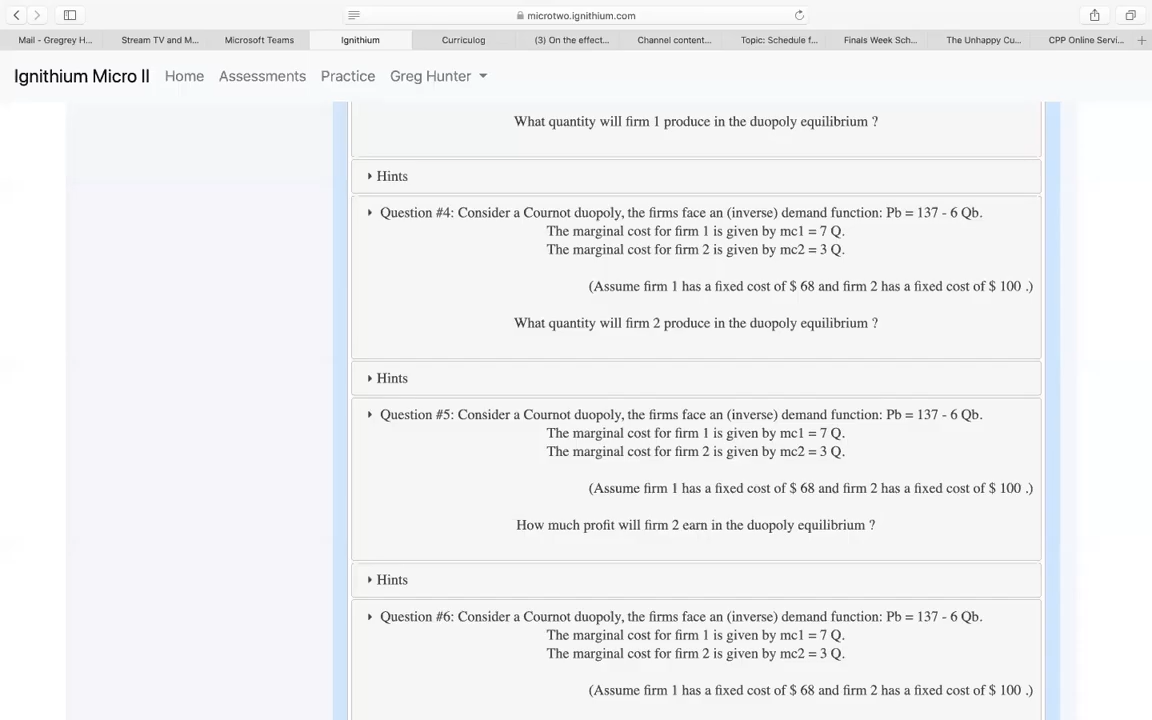 microtwo.ignithium.com
Mail - Gregrey H...
Stream TV and M...
Microsoft Teams
Ignithium
Curriculog
(3) On the effect...
Channel content...
Topic: Schedule f...
Finals Week Sch...
The Unhappy Cu...
CPP Online Servi...
Ignithium Micro II Home Assessments Practice Greg Hunter
What quantity will firm 1 produce in the duopoly equilibrium ?
Hints
Question #4: Consider a Cournot duopoly, the firms face an (inverse) demand function: Pb = 137 - 6 Qb.
The marginal cost for firm 1 is given by mc1 = 7 Q.
The marginal cost for firm 2 is given by mc2 = 3 Q.
(Assume firm 1 has a fixed cost of $ 68 and firm 2 has a fixed cost of $ 100 .)
What quantity will firm 2 produce in the duopoly equilibrium ?
Hints
Question #5: Consider a Cournot duopoly, the firms face an (inverse) demand function: Pb = 137 - 6 Qb.
The marginal cost for firm 1 is given by mc1 = 7 Q.
The marginal cost for firm 2 is given by mc2 = 3 Q.
(Assume firm 1 has a fixed cost of $ 68 and firm 2 has a fixed cost of $ 100 .)
How much profit will firm 2 earn in the duopoly equilibrium ?
Hints
Question #6: Consider a Cournot duopoly, the firms face an (inverse) demand function: Pb = 137 - 6 Qb.
The marginal cost for firm 1 is given by mc1 = 7 Q.
The marginal cost for firm 2 is given by mc2 = 3 Q.
(Assume firm 1 has a fixed cost of $ 68 and firm 2 has a fixed cost of $ 100 .)